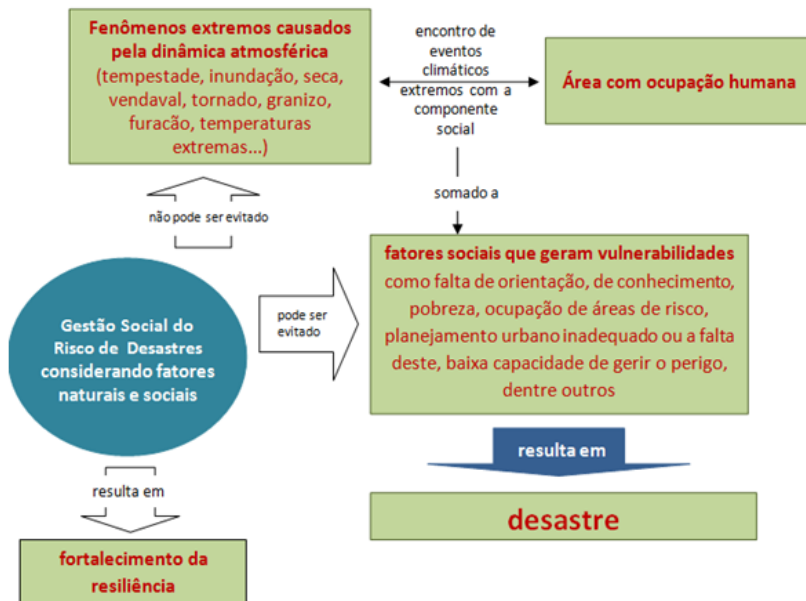 Fenômenos extremos causados
pela dinâmica atmosférica
(tempestade, inundação, seca,
vendaval, tornado, granizo,
furacão, temperaturas
extremas...)
encontro de
eventos
climáticos
extremos com a
componente
social
Área com ocupação humana
não pode ser evitado
somado a
fatores sociais que geram vulnerabilidades
como falta de orientação, de conhecimento,
pobreza, ocupação de áreas de risco,
planejamento urbano inadequado ou a falta
deste, baixa capacidade de gerir o perigo,
dentre outros
pode ser
evitado
Gestão Social do
Risco de Desastres
considerando fatores
naturais e sociais
resulta em
desastre
resulta em
fortalecimento da
resiliência